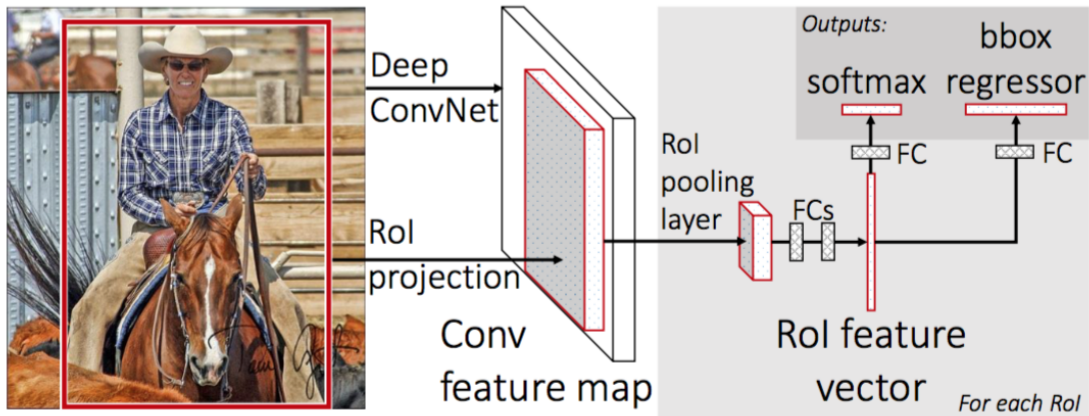 Deep
ConvNet
RoI
projection
Conv
feature map
RoI
pooling
layer
FCs
RoI feature
vector
Outputs:
softmax
bbox
regressor
FC
FC
For each RoI